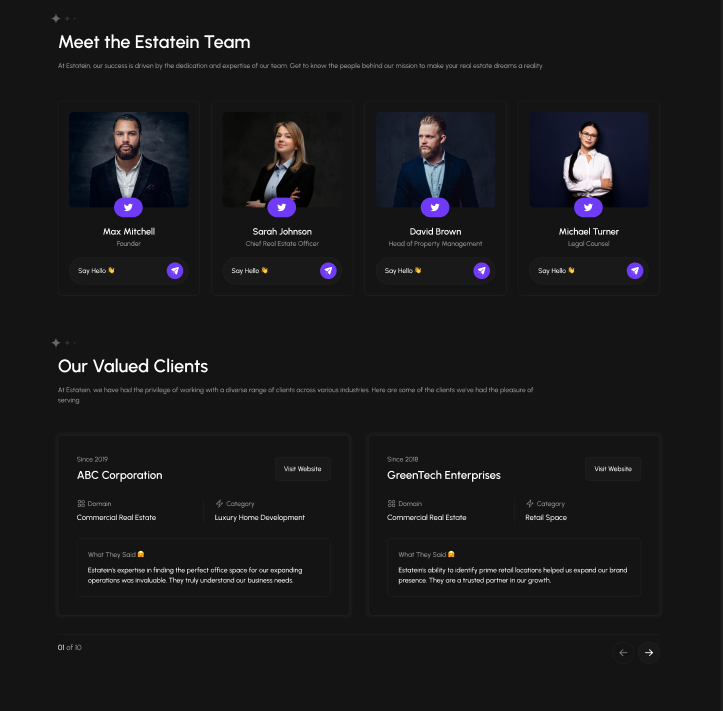 Meet the Estatein Team
At Estatein, our success is driven by the dedication and expertise of our team. Get to know the people behind our mission to make your real estate dreams a reality.
Max Mitchell
Founder
Say Hello 👋
Sarah Johnson
Chief Real Estate Officer
Say Hello 👋
David Brown
Head of Property Management
Say Hello 👋
Michael Turner
Legal Counsel
Say Hello 👋
Our Valued Clients
At Estatein, we have had the privilege of working with a diverse range of clients across various industries. Here are some of the clients we've had the pleasure of
serving
Since 2019
ABC Corporation
Visit Website
Domain
Commercial Real Estate
Category
Luxury Home Development
What They Said 🤗
Estatein's expertise in finding the perfect office space for our expanding
operations was invaluable. They truly understand our business needs.
Since 2018
GreenTech Enterprises
Visit Website
Domain
Commercial Real Estate
Category
Retail Space
What They Said 🤗
Estatein's ability to identify prime retail locations helped us expand our brand
presence. They are a trusted partner in our growth.
01 of 10